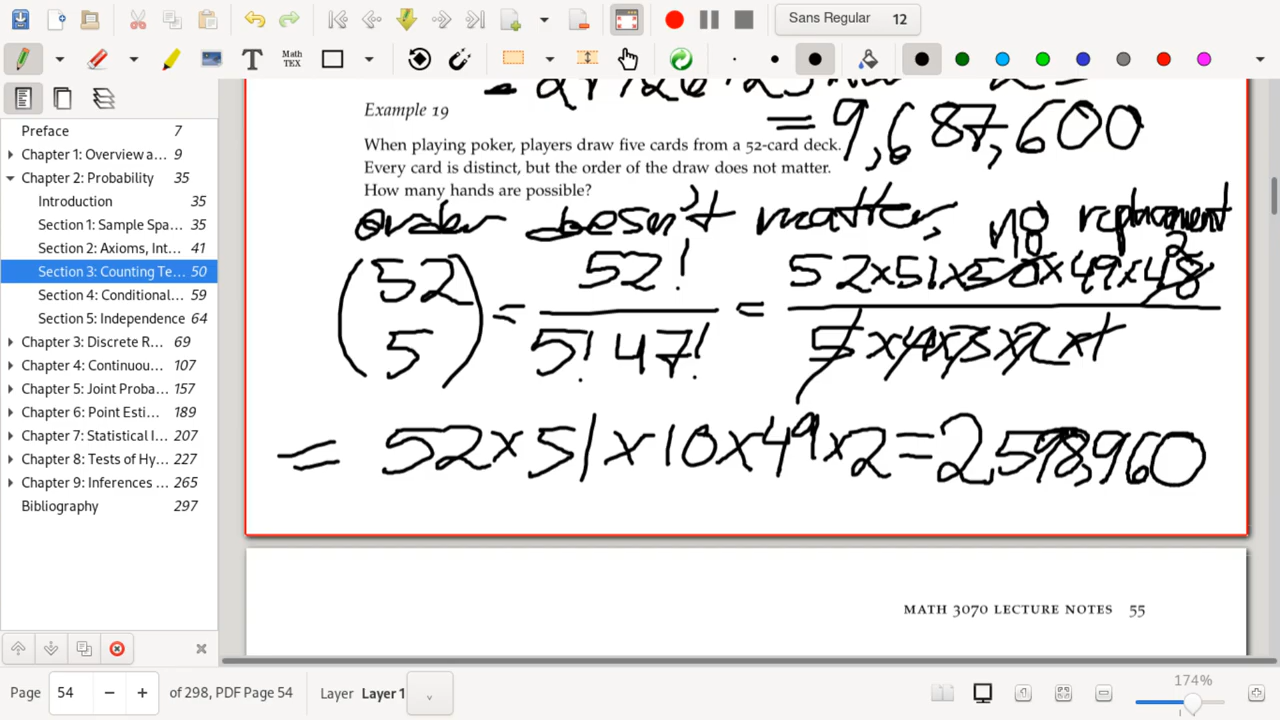 Sans Regular 12
Math
TEX
Preface 7
Chapter 1: Overview a... 9
Chapter 2: Probability 35
Introduction 35
Section 1: Sample Spa... 35
Section 2: Axioms, Int... 41
Section 3: Counting Te... 50
Section 4: Conditional... 59
Section 5: Independence 64
Chapter 3: Discrete R... 69
Chapter 4: Continuou... 107
Chapter 5: Joint Proba... 157
Chapter 6: Point Esti... 189
Chapter 7: Statistical I... 207
Chapter 8: Tests of Hy... 227
Chapter 9: Inferences ... 265
Bibliography 297
Example 19
= 9,687,600
When playing poker, players draw five cards from a 52-card deck.
Every card is distinct, but the order of the draw does not matter.
How many hands are possible?
order doesn't matter, no replacment
(52 5) = 52! / 5! 47! = 52×51×50×49×48 / 5×4×3×2×1
10 2
= 52×51×10×49×2=2,598,960
MATH 3070 LECTURE NOTES 55
Page 54 of 298, PDF Page 54 Layer Layer 1 174%